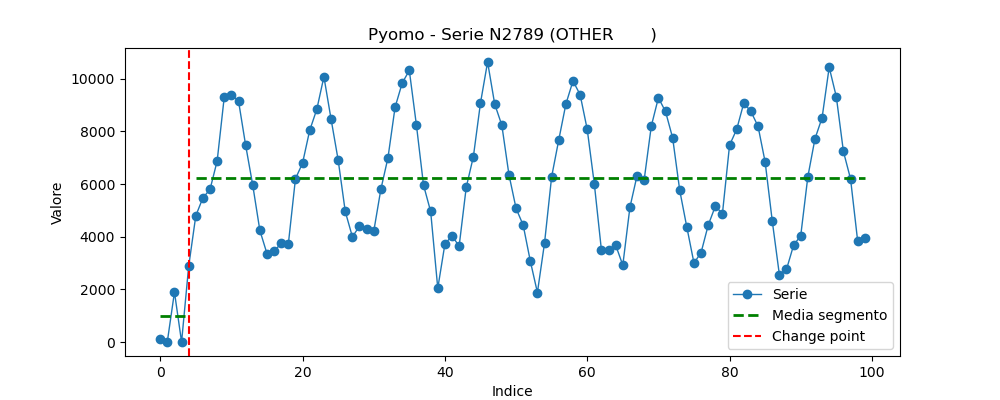 Pyomo - Serie N2789 (OTHER        )
Valore
10000
8000
6000
4000
2000
0
0 20 40 60 80 100
Indice
Serie
Media segmento
Change point